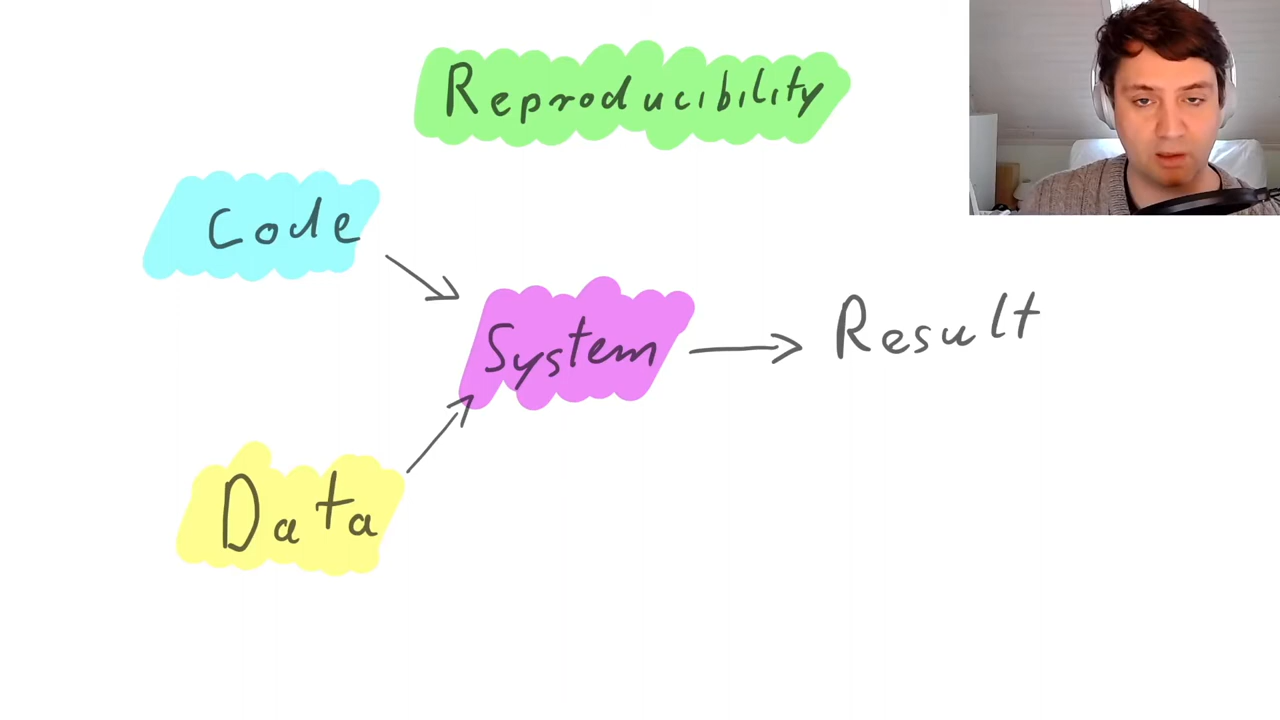 Reproducibility
Code
System
Result
Data